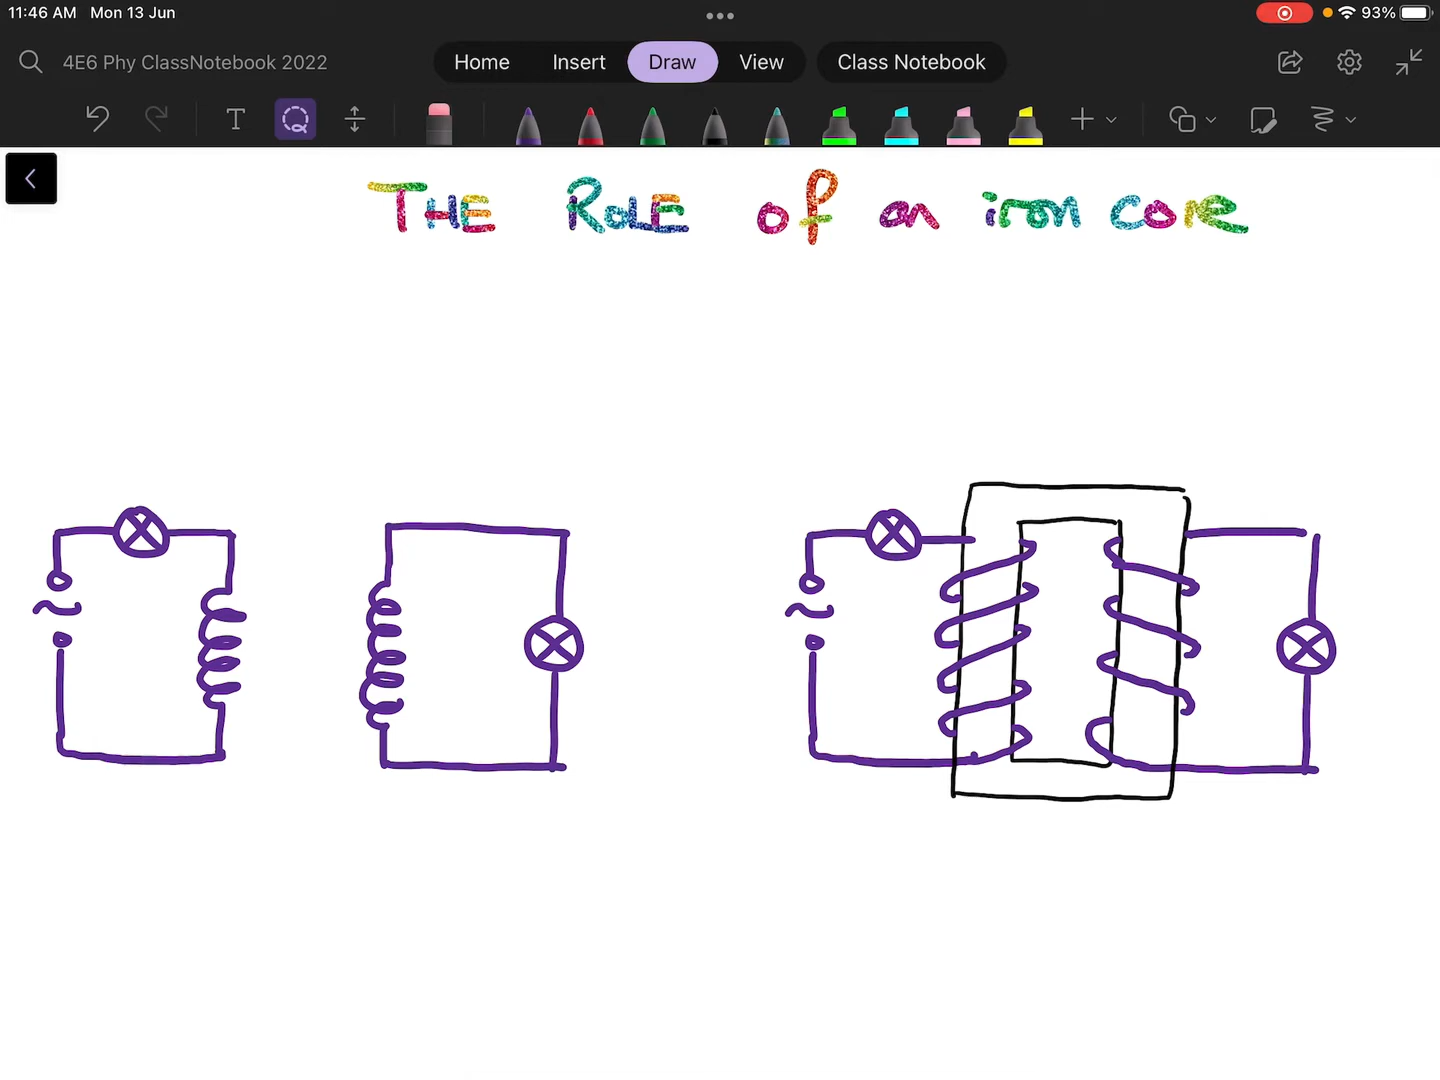 11:46 AM Mon 13 Jun
93%
4E6 Phy ClassNotebook 2022
Home Insert Draw View Class Notebook
T
THE ROLE of an iron core